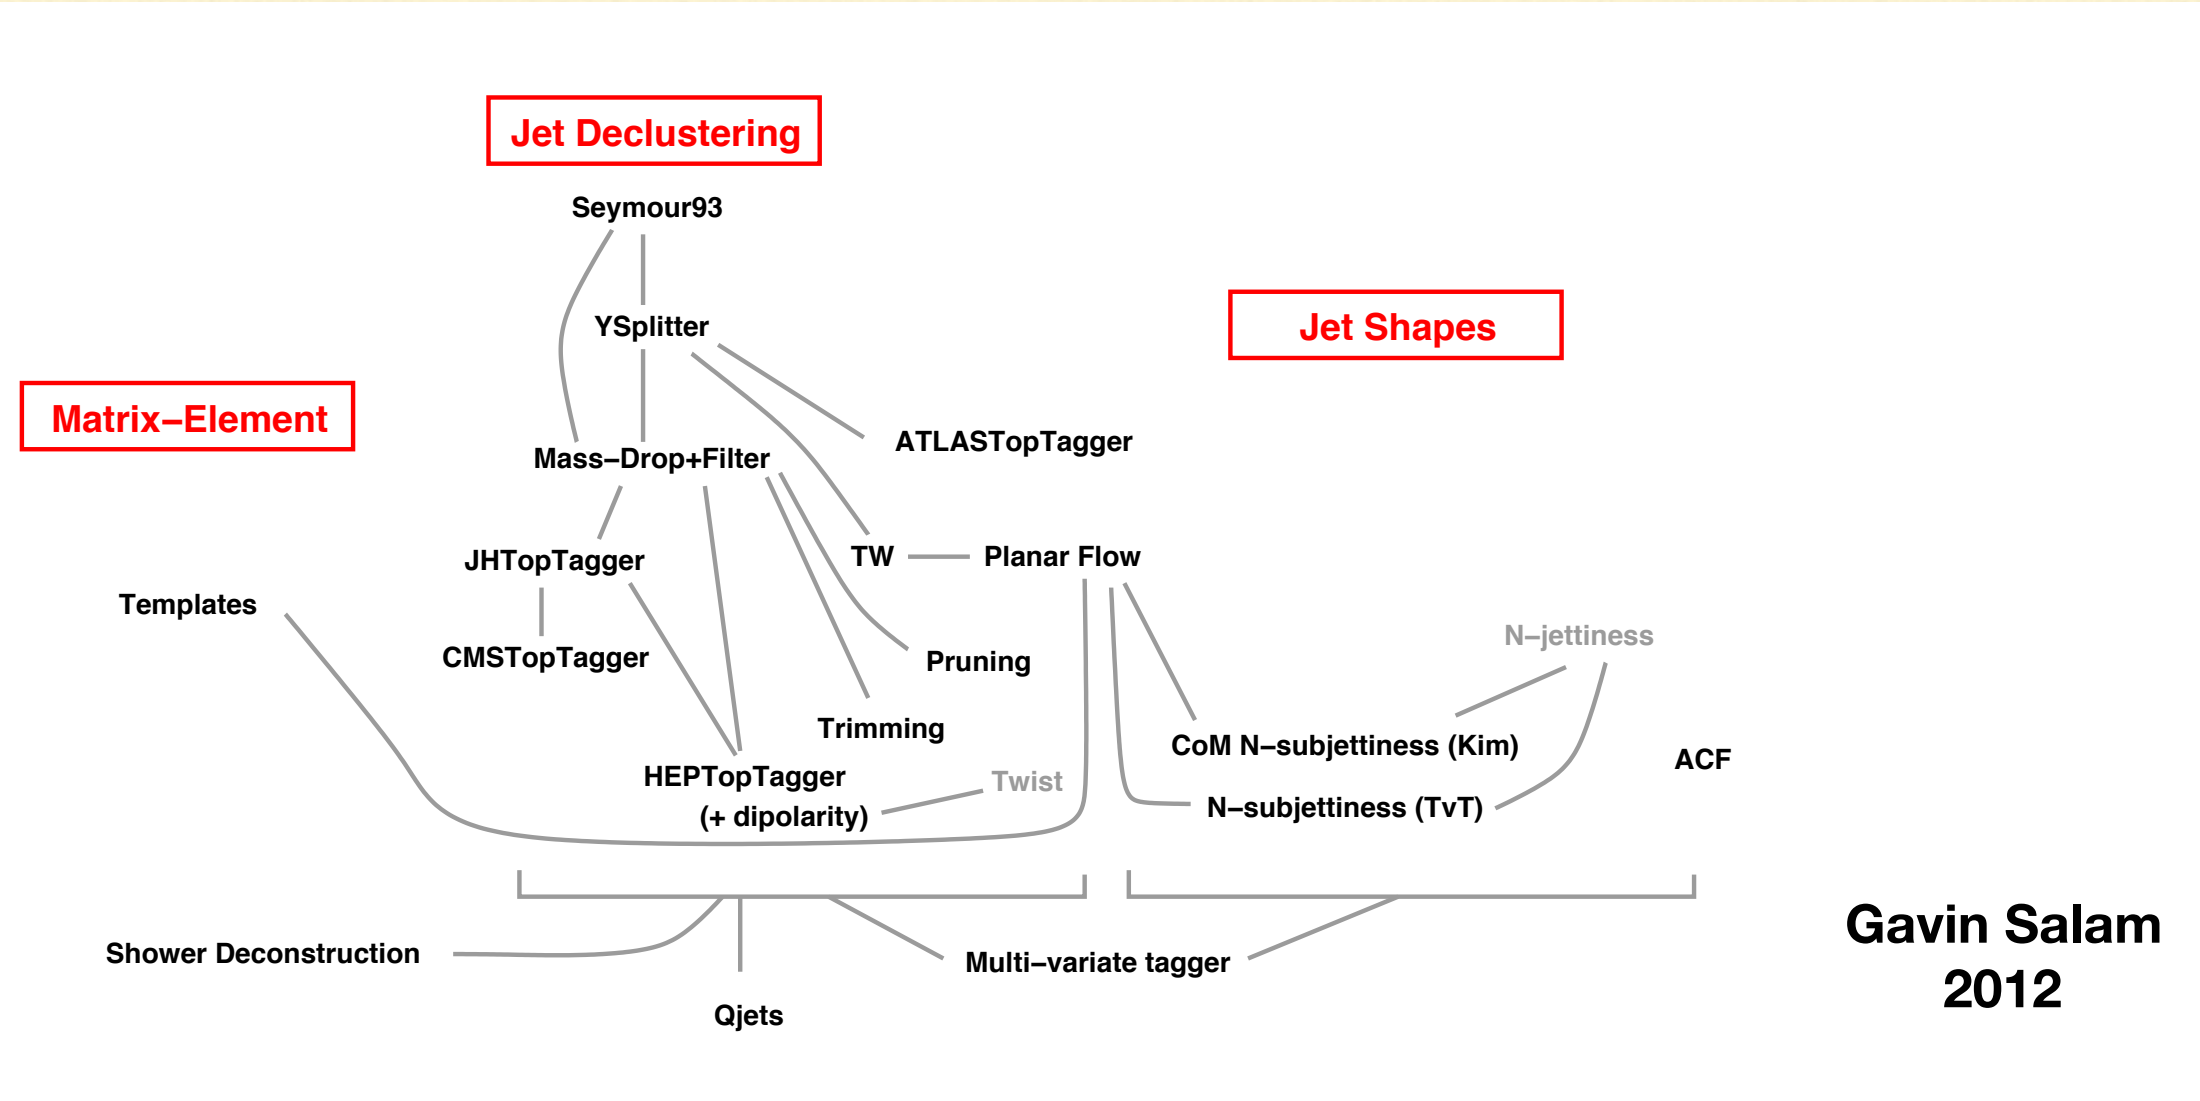 Jet Declustering
Seymour93
YSplitter
Jet Shapes
Matrix–Element
ATLASTopTagger
Mass–Drop+Filter
JHTopTagger
TW
Planar Flow
Templates
N–jettiness
CMSTopTagger
Pruning
Trimming
CoM N–subjettiness (Kim)
ACF
HEPTopTagger
(+ dipolarity)
Twist
N–subjettiness (TvT)
Gavin Salam
2012
Shower Deconstruction
Multi–variate tagger
Qjets